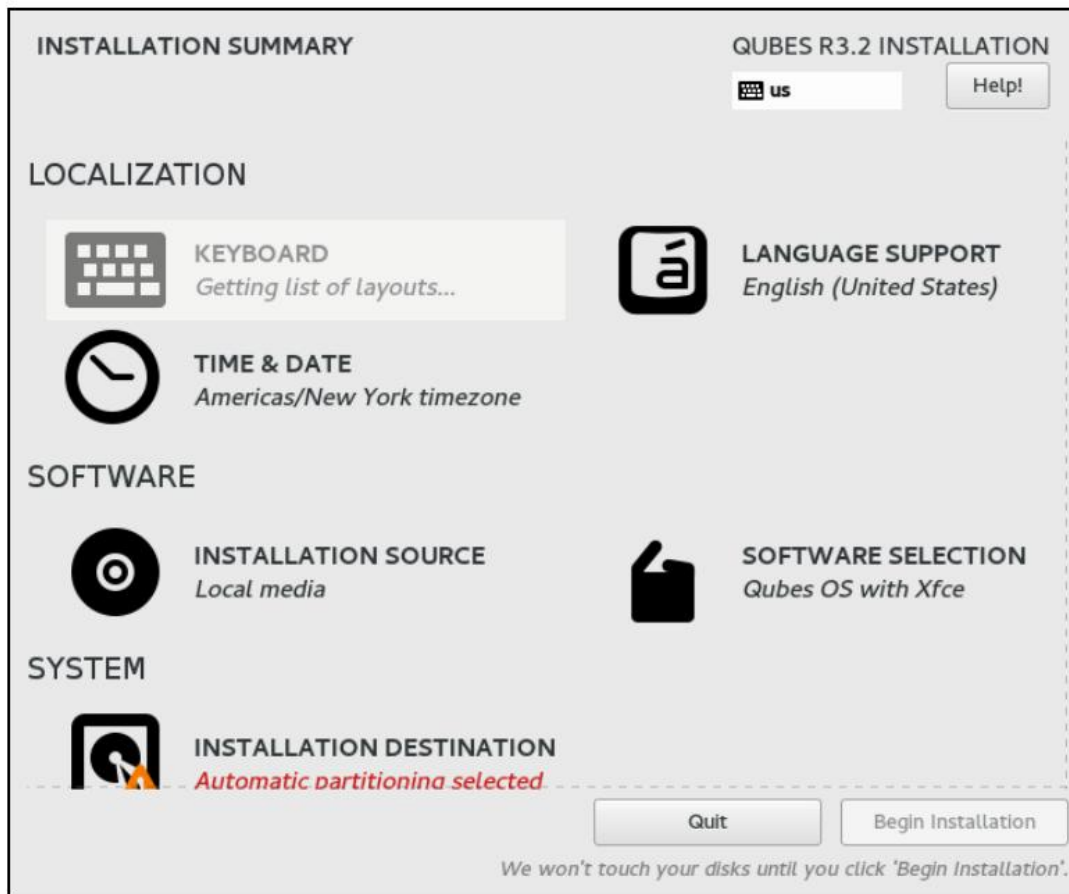 INSTALLATION SUMMARY
QUBES R3.2 INSTALLATION
us
Help!
LOCALIZATION
KEYBOARD
Getting list of layouts...
á
LANGUAGE SUPPORT
English (United States)
TIME & DATE
Americas/New York timezone
SOFTWARE
INSTALLATION SOURCE
Local media
SOFTWARE SELECTION
Qubes OS with Xfce
SYSTEM
INSTALLATION DESTINATION
Automatic partitioning selected
Quit
Begin Installation
We won't touch your disks until you click 'Begin Installation'.